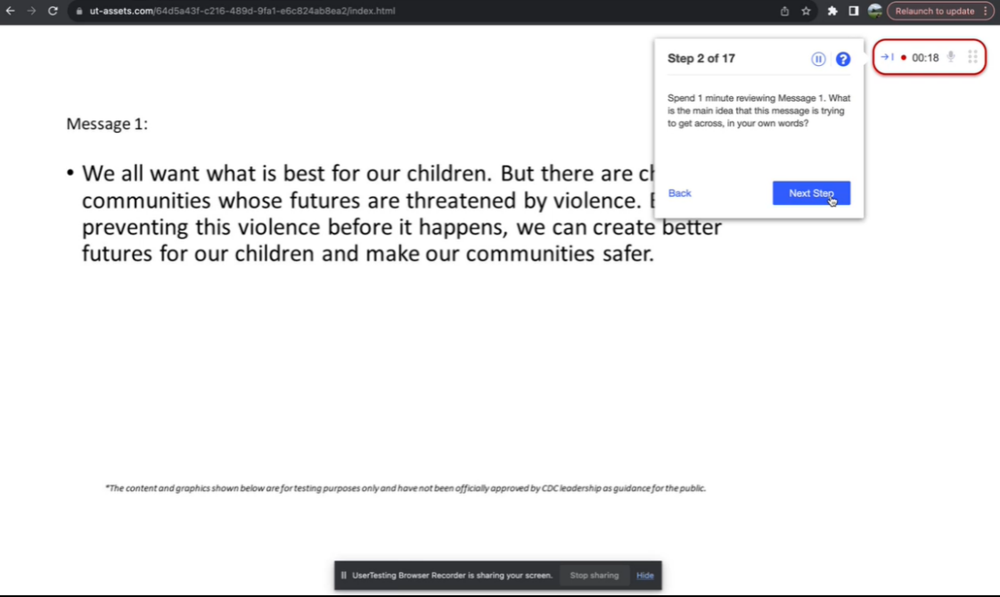 ut-assets.com/64d5a43f-c216-489d-9fa1-e6c824ab8ea2/index.html
Relaunch to update
Step 2 of 17
00:18
Spend 1 minute reviewing Message 1. What
is the main idea that this message is trying
to get across, in your own words?
Back
Next Step
Message 1:
• We all want what is best for our children. But there are
communities whose futures are threatened by violence.
preventing this violence before it happens, we can create better
futures for our children and make our communities safer.
*The content and graphics shown below are for testing purposes only and have not been officially approved by CDC leadership as guidance for the public.
UserTesting Browser Recorder is sharing your screen.
Stop sharing
Hide